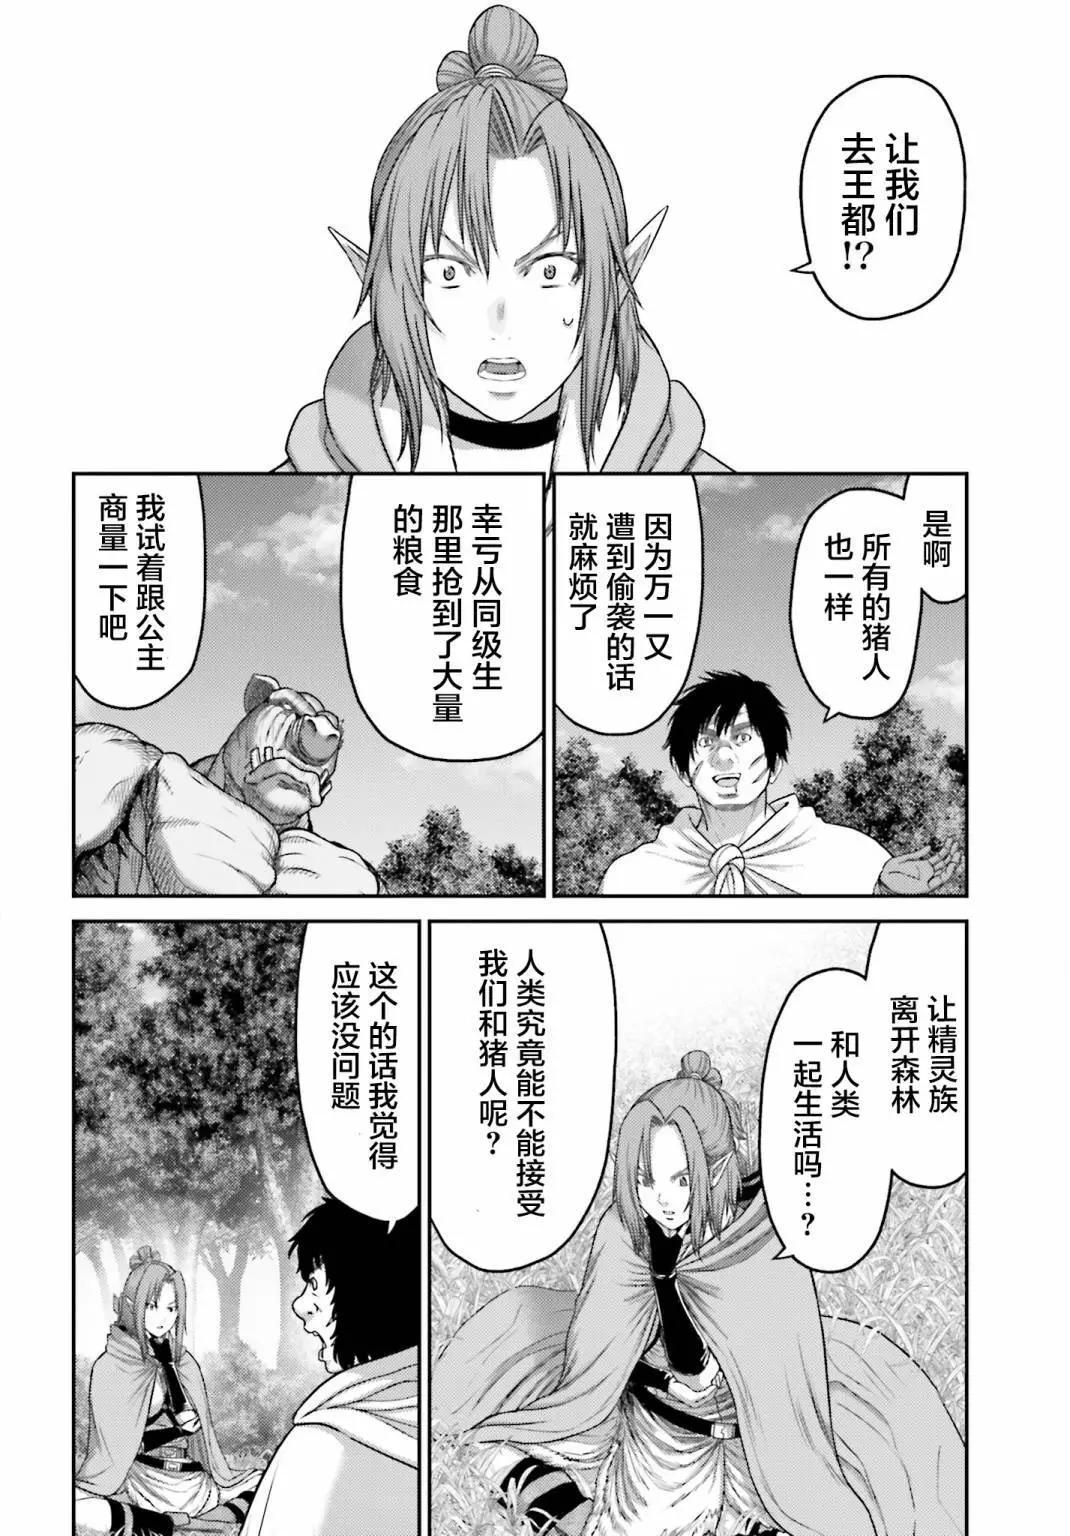 让我们
去王都
!?
是啊
所有的猪人
也一样
因为万一又
遭到偷袭的话
就麻烦了
幸亏从同级生
那里抢到了大量
的粮食
我试着跟公主
商量一下吧
让精灵族
离开森林
和人类
一起生活吗…?
人类究竟能不能接受
我们和猪人呢?
这个的话我觉得
应该没问题